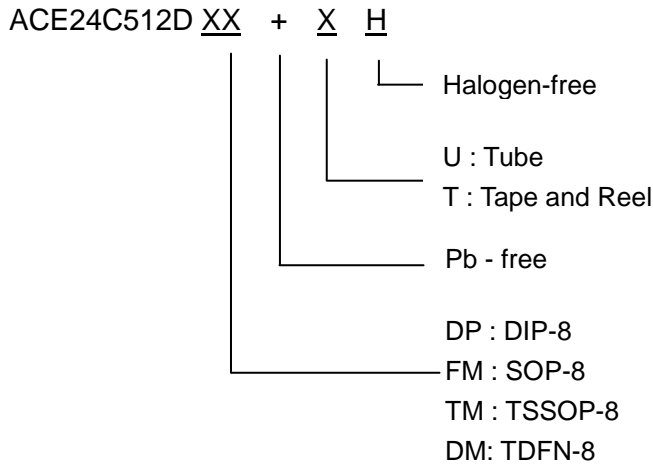 ACE24C512D XX + X H
Halogen-free
U : Tube
T : Tape and Reel
Pb - free
DP : DIP-8
FM : SOP-8
TM : TSSOP-8
DM: TDFN-8